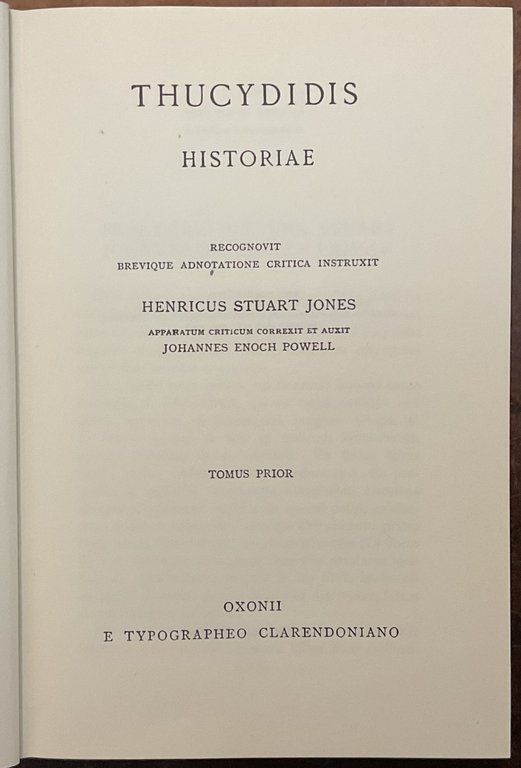 THUCYDIDIS
HISTORIAE
RECOGNOVIT
BREVIQUE ADNOTATIONE CRITICA INSTRUXIT
HENRICUS STUART JONES
APPARATUM CRITICUM CORREXIT ET AUXIT
JOHANNES ENOCH POWELL
TOMUS PRIOR
OXONII
E TYPOGRAPHEO CLARENDONIANO